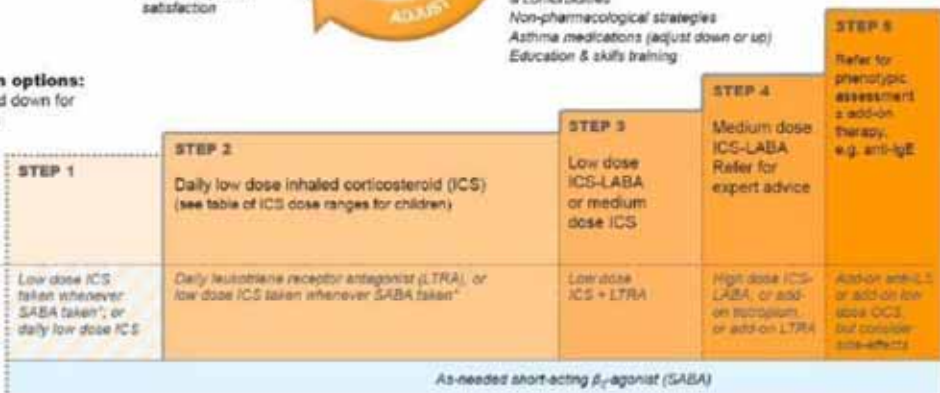 satisfaction
ADJUST
& comorbidities
Non-pharmacological strategies
Asthma medications (adjust down or up)
Education & skills training
n options:
d down for
STEP 1
STEP 2
Daily low dose inhaled corticosteroid (ICS)
(see table of ICS dose ranges for children)
STEP 3
Low dose
ICS-LABA
or medium
dose ICS
STEP 4
Medium dose
ICS-LABA
Refer for
expert advice
STEP 5
Refer for
phenotypic
assessment
± add-on
therapy,
e.g. anti-IgE
Low dose ICS
taken whenever
SABA taken*; or
daily low dose ICS
Daily leukotriene receptor antagonist (LTRA), or
low dose ICS taken whenever SABA taken*
Low dose
ICS + LTRA
High dose ICS-
LABA, or add-
on tiotropium,
or add-on LTRA
Add-on anti-IL5,
or add-on low
dose OCS,
but consider
side-effects
As-needed short-acting β₂-agonist (SABA)